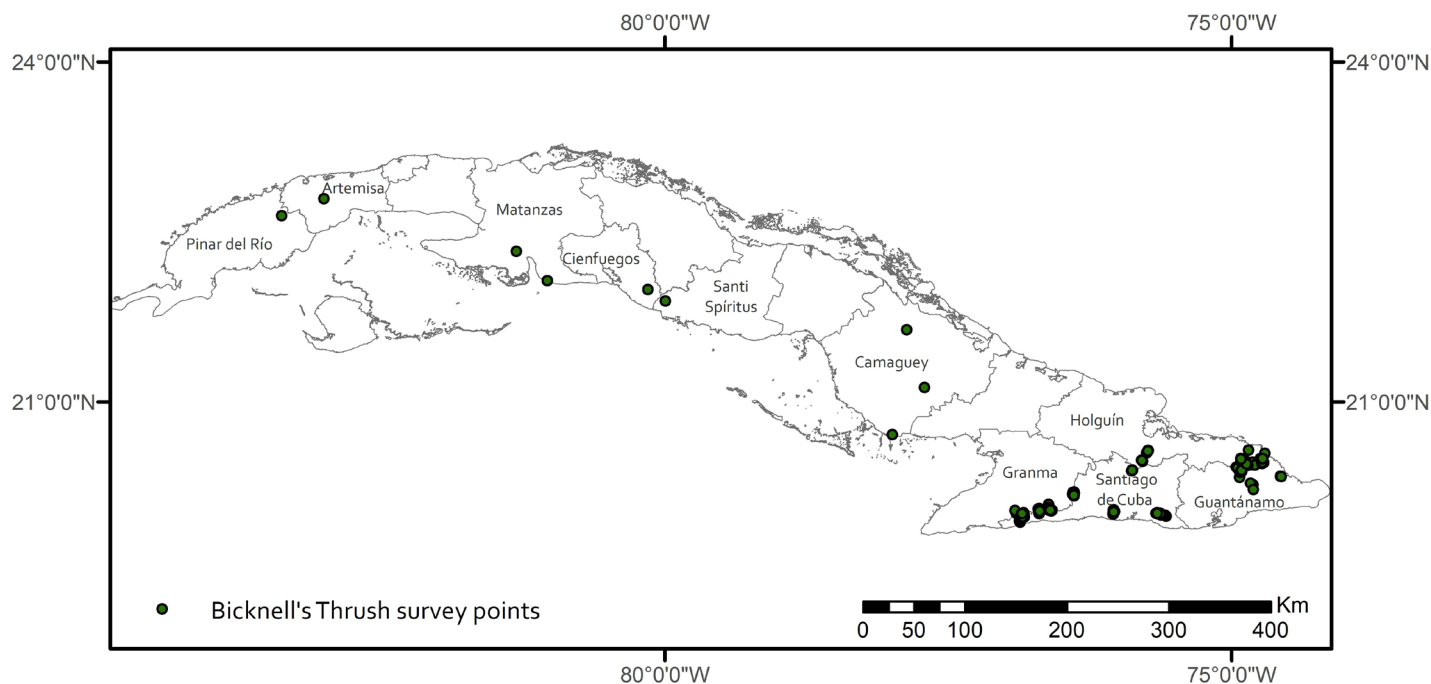 80°0'0"W 75°0'0"W
24°0'0"N 24°0'0"N
Artemisa
Matanzas
Pinar del Río
Cienfuegos
Santi
Spíritus
Camaguey
21°0'0"N 21°0'0"N
Holguín
Granma
Santiago
de Cuba
Guantánamo
Bicknell's Thrush survey points
Km
0 50 100 200 300 400
80°0'0"W 75°0'0"W